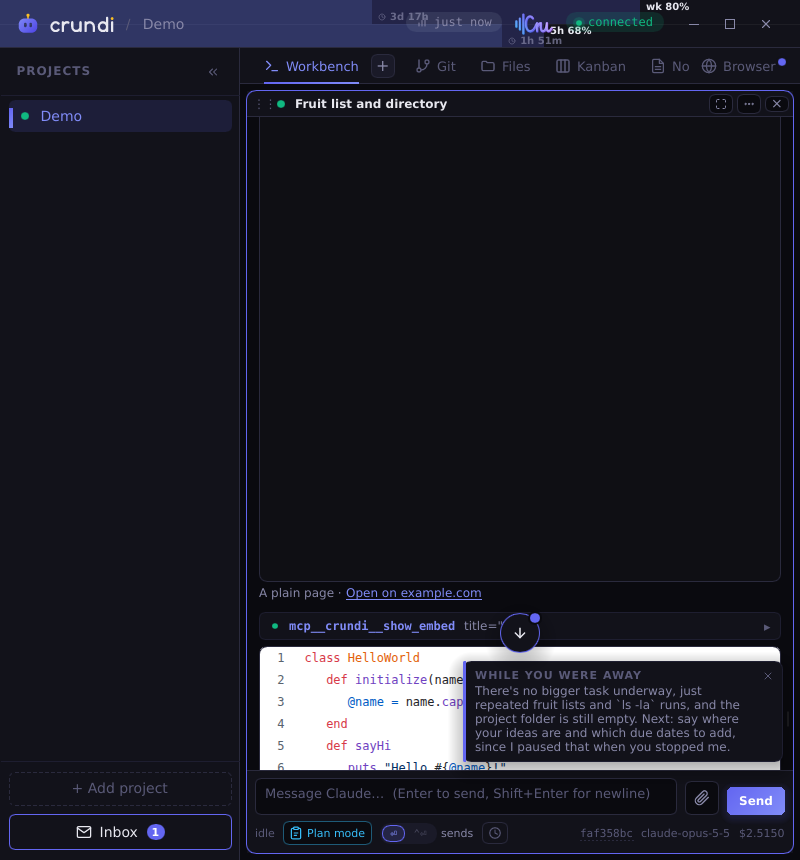 crundi / Demo
3d 17h
just now
Cru
5h 68%
1h 51m
connected
wk 80%
PROJECTS
Demo
+ Add project
Inbox 1
Workbench
Git
Files
Kanban
No
Browser
Fruit list and directory
A plain page · Open on example.com
mcp__crundi__show_embed title="
1 class HelloWorld
2 def initialize(name
3 @name = name.cap
4 end
5 def sayHi
6 puts "Hello #{@name}!"
WHILE YOU WERE AWAY
There's no bigger task underway, just
repeated fruit lists and `ls -la` runs, and the
project folder is still empty. Next: say where
your ideas are and which due dates to add,
since I paused that when you stopped me.
Message Claude... (Enter to send, Shift+Enter for newline)
Send
idle
Plan mode
sends
faf358bc
claude-opus-5-5
$2.5150